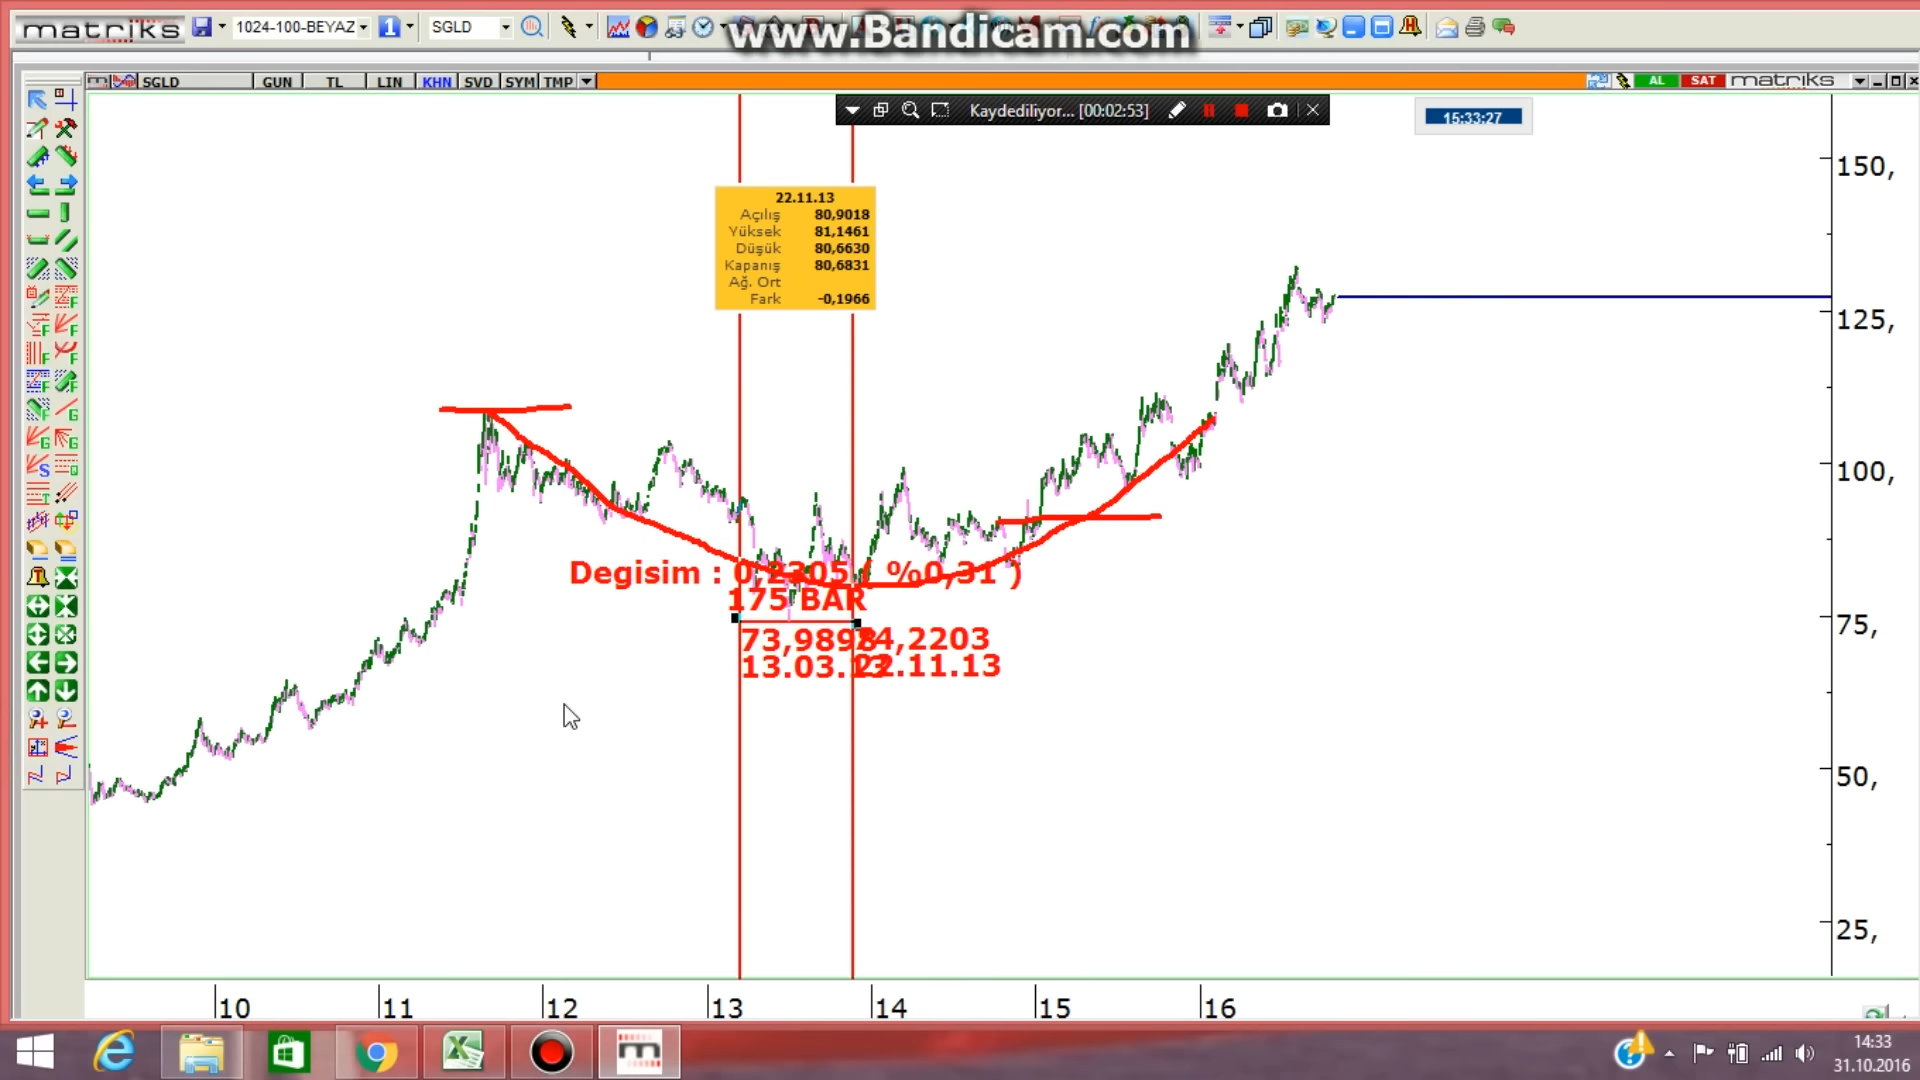 www.Bandicam.com
matriks
1024-100-BEYAZ
1
SGLD
SGLD
GUN
TL
LIN
KHN
SVD
SYM
TMP
AL
SAT
matriks
Kaydediliyor... [00:02:53]
15:33:27
22.11.13
Açılış 80,9018
Yüksek 81,1461
Düşük 80,6630
Kapanış 80,6831
Ağ. Ort
Fark -0,1966
150,
125,
100,
75,
50,
25,
Degisim : 0,2305 ( %0,31 )
175 BAR
73,9898
74,2203
13.03.13
22.11.13
10
11
12
13
14
15
16
14:33
31.10.2016